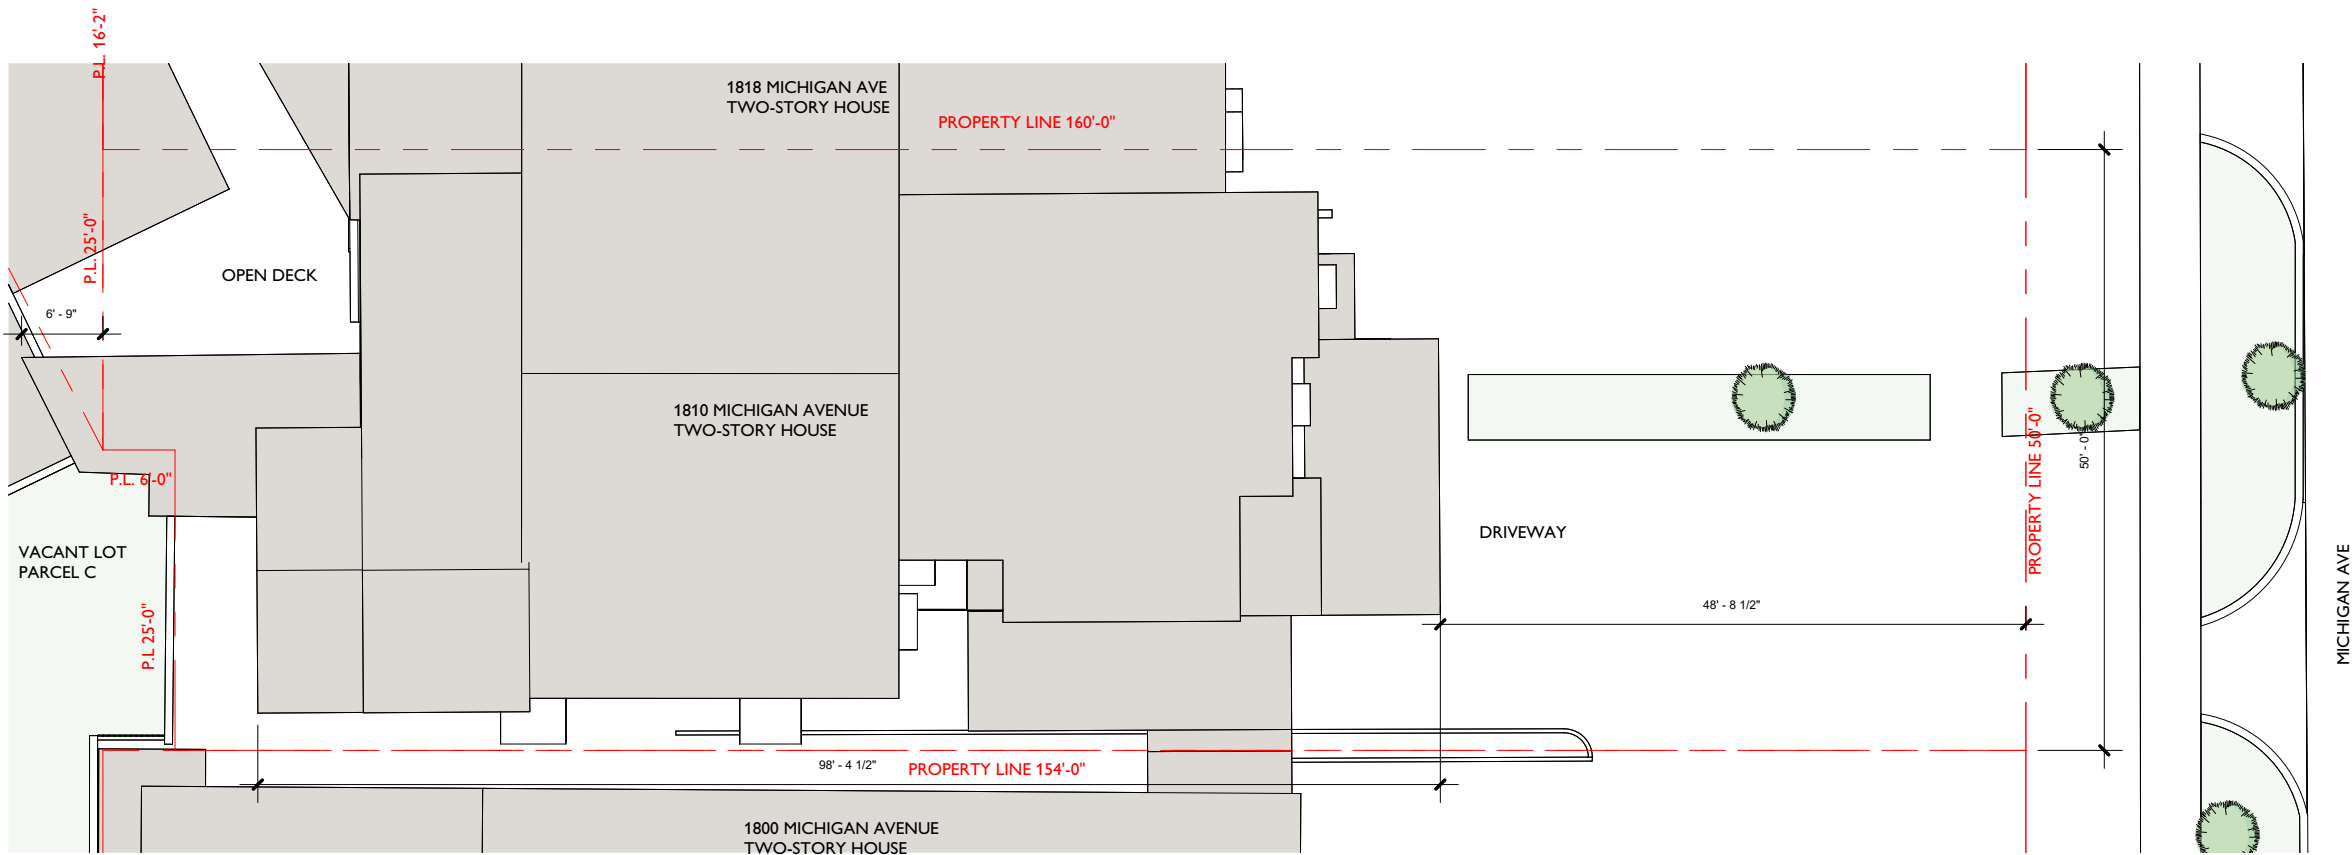 P.L. 16'-2"
1818 MICHIGAN AVE
TWO-STORY HOUSE
PROPERTY LINE 160'-0"
P.L. 25'-0"
OPEN DECK
6' - 9"
1810 MICHIGAN AVENUE
TWO-STORY HOUSE
PROPERTY LINE 50'-0"
50' - 0"
P.L. 6'-0"
DRIVEWAY
VACANT LOT
PARCEL C
MICHIGAN AVE
P.L 25'-0"
48' - 8 1/2"
98' - 4 1/2"
PROPERTY LINE 154'-0"
1800 MICHIGAN AVENUE
TWO-STORY HOUSE